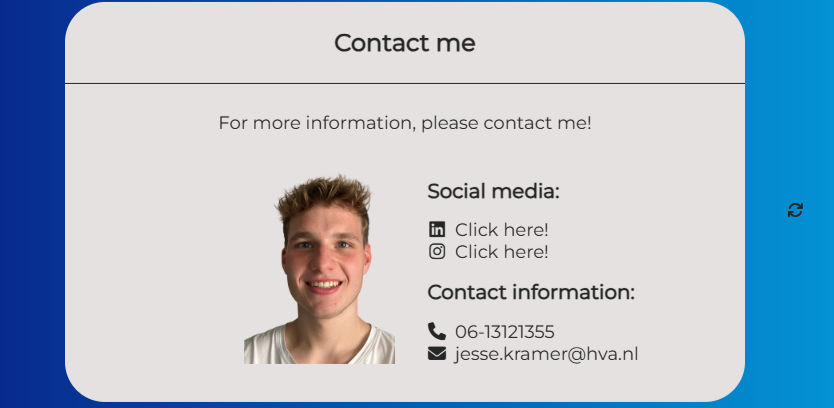 Contact me
For more information, please contact me!
Social media:
Click here!
Click here!
Contact information:
06-13121355
jesse.kramer@hva.nl